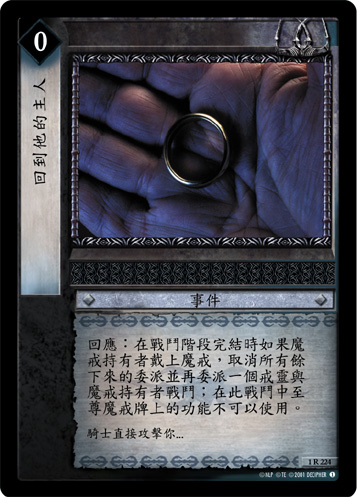 0
回到他的主人
事件
回應：在戰鬥階段完結時如果魔
戒持有者戴上魔戒，取消所有餘
下來的委派並再委派一個戒靈與
魔戒持有者戰鬥；在此戰鬥中至
尊魔戒牌上的功能不可以使用。
騎士直接攻擊你...
1 R 224
©NLP ©TE ©2001 DECIPHER